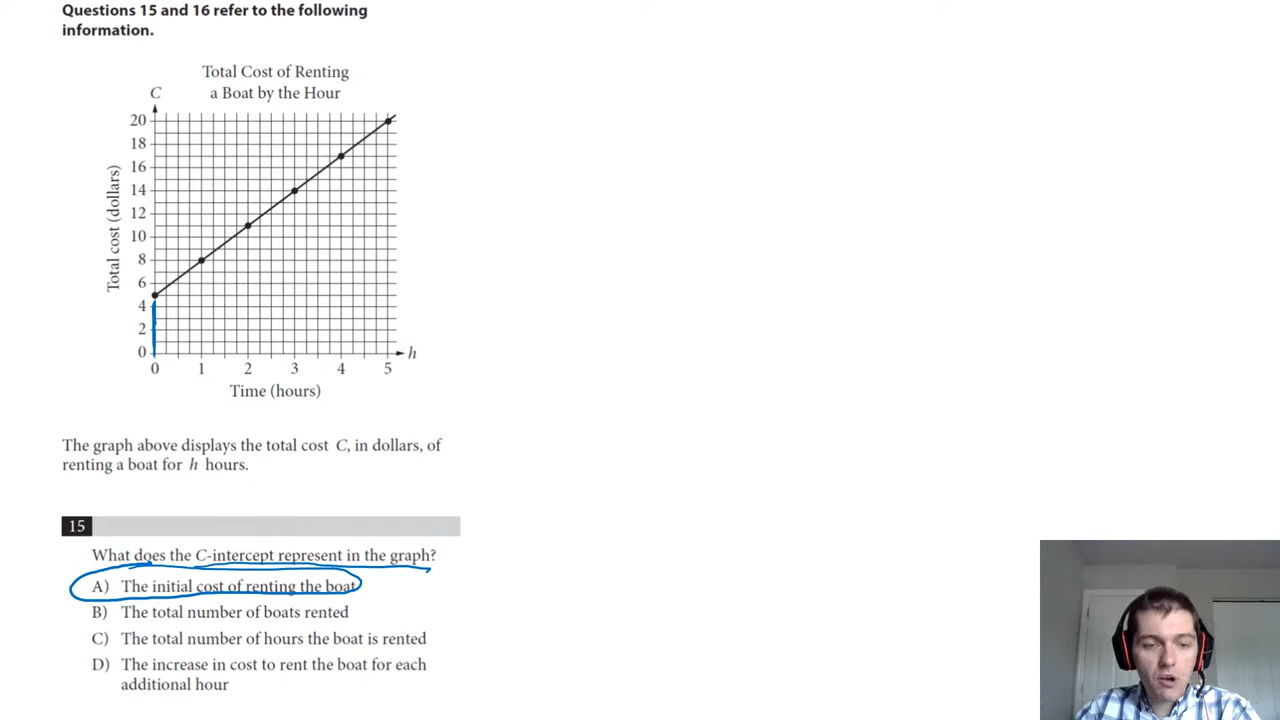 Questions 15 and 16 refer to the following
information.
Total Cost of Renting
a Boat by the Hour
C
20
18
16
14
12
10
8
6
4
2
0
Total cost (dollars)
0 1 2 3 4 5
h
Time (hours)
The graph above displays the total cost C, in dollars, of
renting a boat for h hours.
15
What does the C-intercept represent in the graph?
A) The initial cost of renting the boat
B) The total number of boats rented
C) The total number of hours the boat is rented
D) The increase in cost to rent the boat for each
additional hour